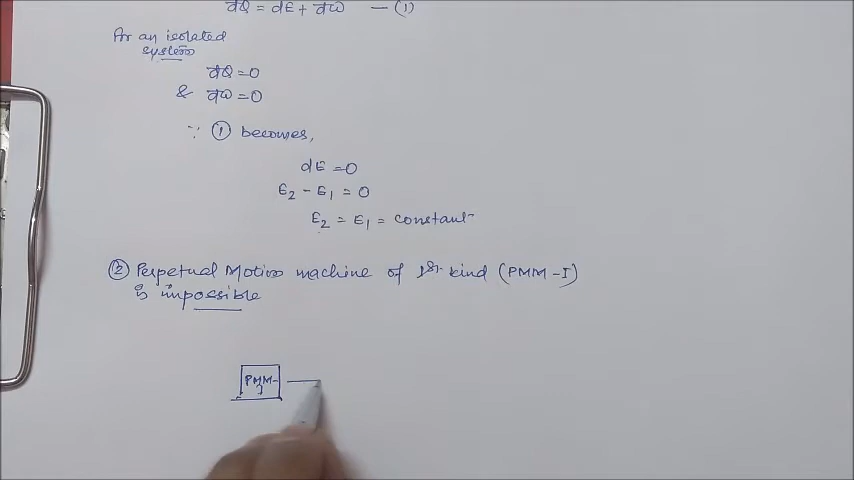 đQ = dE + đW — (1)
For an isolated
system
đQ = 0
& đW = 0
∵ ① becomes,
dE = 0
E₂ - E₁ = 0
E₂ = E₁ = constant
② Perpetual Motion machine of 1st kind (PMM-I)
is impossible
PMM-
I